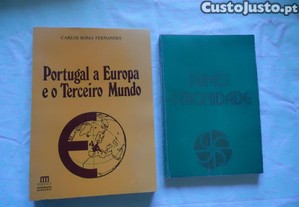 CustoJusto.pt
CARLOS ROMA FERNANDES
Portugal a Europa
e o Terceiro Mundo